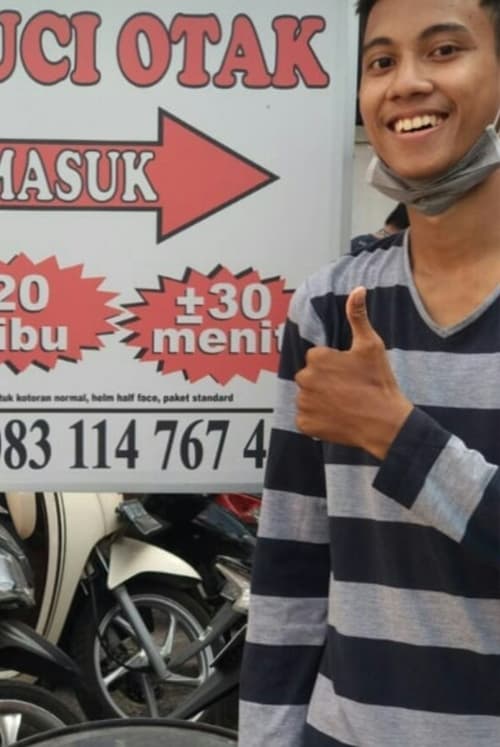 UCI OTAK
MASUK
20
ibu
±30
menit
tuk kotoran normal, helm half face, paket standard
083 114 767 4